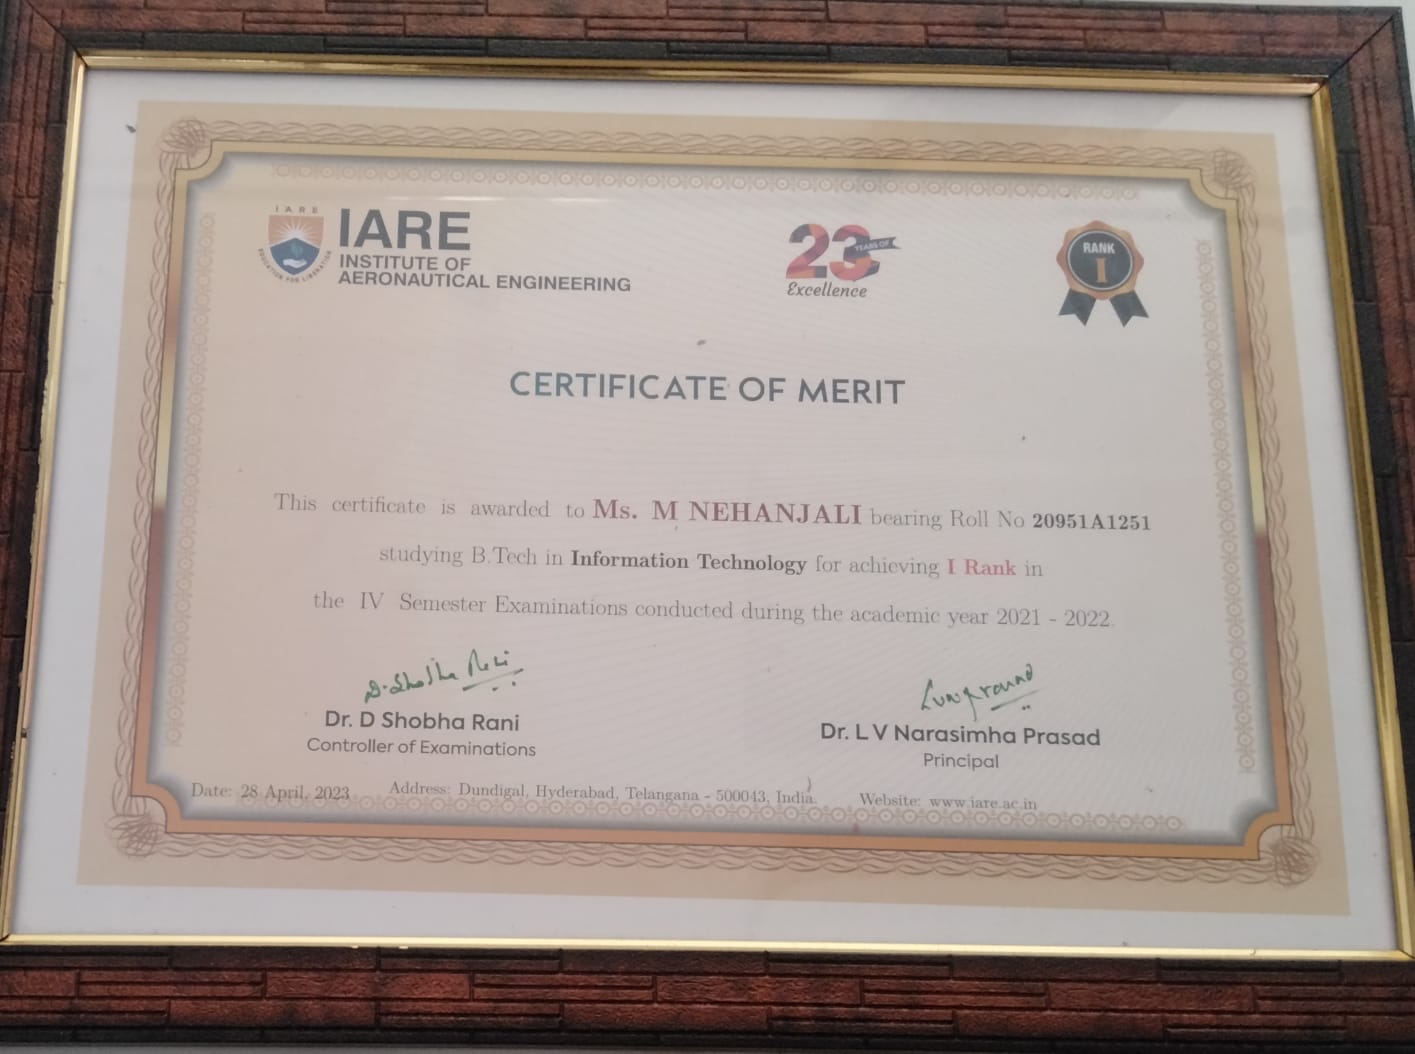 IARE
EDUCATION FOR LIBERATION
IARE
INSTITUTE OF
AERONAUTICAL ENGINEERING
23
YEARS OF
Excellence
RANK
I
CERTIFICATE OF MERIT
This certificate is awarded to Ms. M NEHANJALI bearing Roll No 20951A1251
studying B.Tech in Information Technology for achieving I Rank in
the IV Semester Examinations conducted during the academic year 2021 - 2022.
D. Shobha Rani
Dr. D Shobha Rani
Controller of Examinations
Dr. L V Narasimha Prasad
Principal
Date: 28 April, 2023 Address: Dundigal, Hyderabad, Telangana - 500043, India. Website: www.iare.ac.in